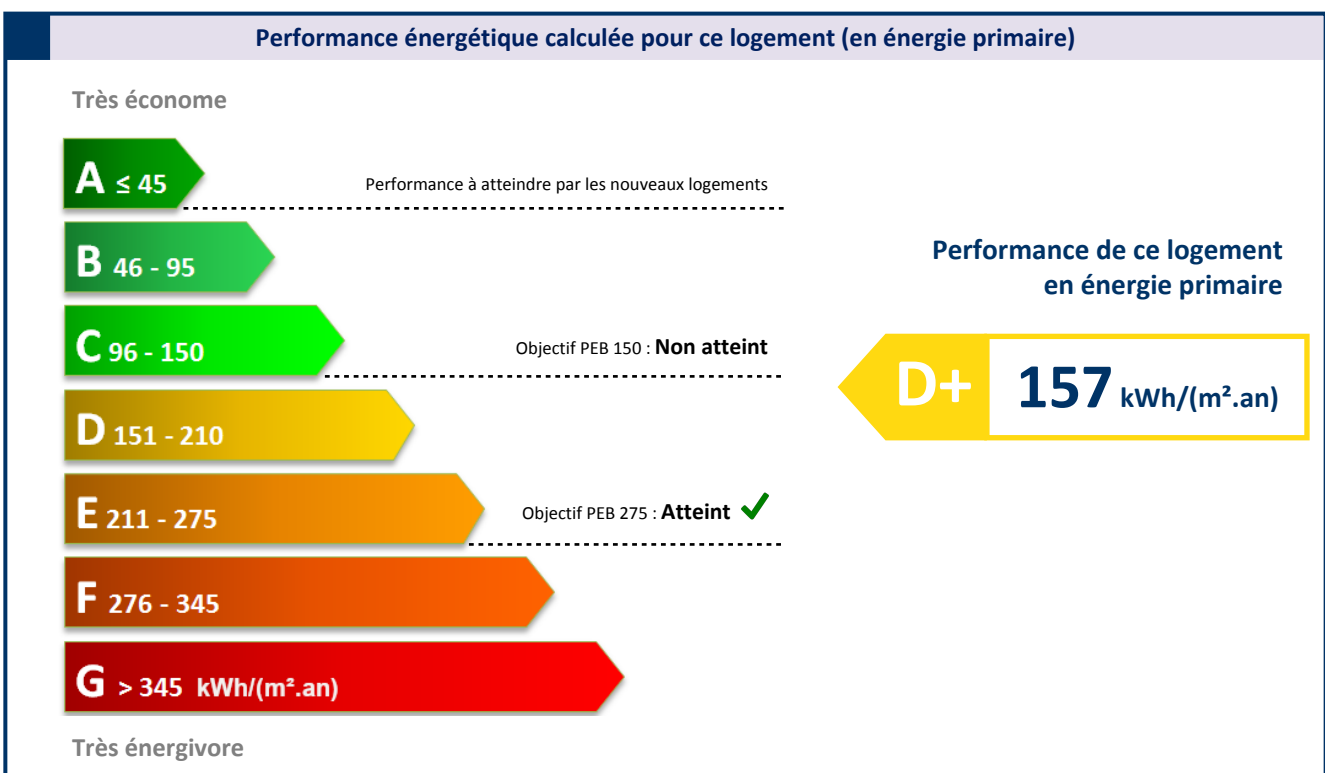 Performance énergétique calculée pour ce logement (en énergie primaire)
Très économe
A ≤ 45
Performance à atteindre par les nouveaux logements
B 46 - 95
Performance de ce logement
en énergie primaire
C 96 - 150
Objectif PEB 150 : Non atteint
D+ 157 kWh/(m².an)
D 151 - 210
E 211 - 275
Objectif PEB 275 : Atteint ✓
F 276 - 345
G > 345 kWh/(m².an)
Très énergivore